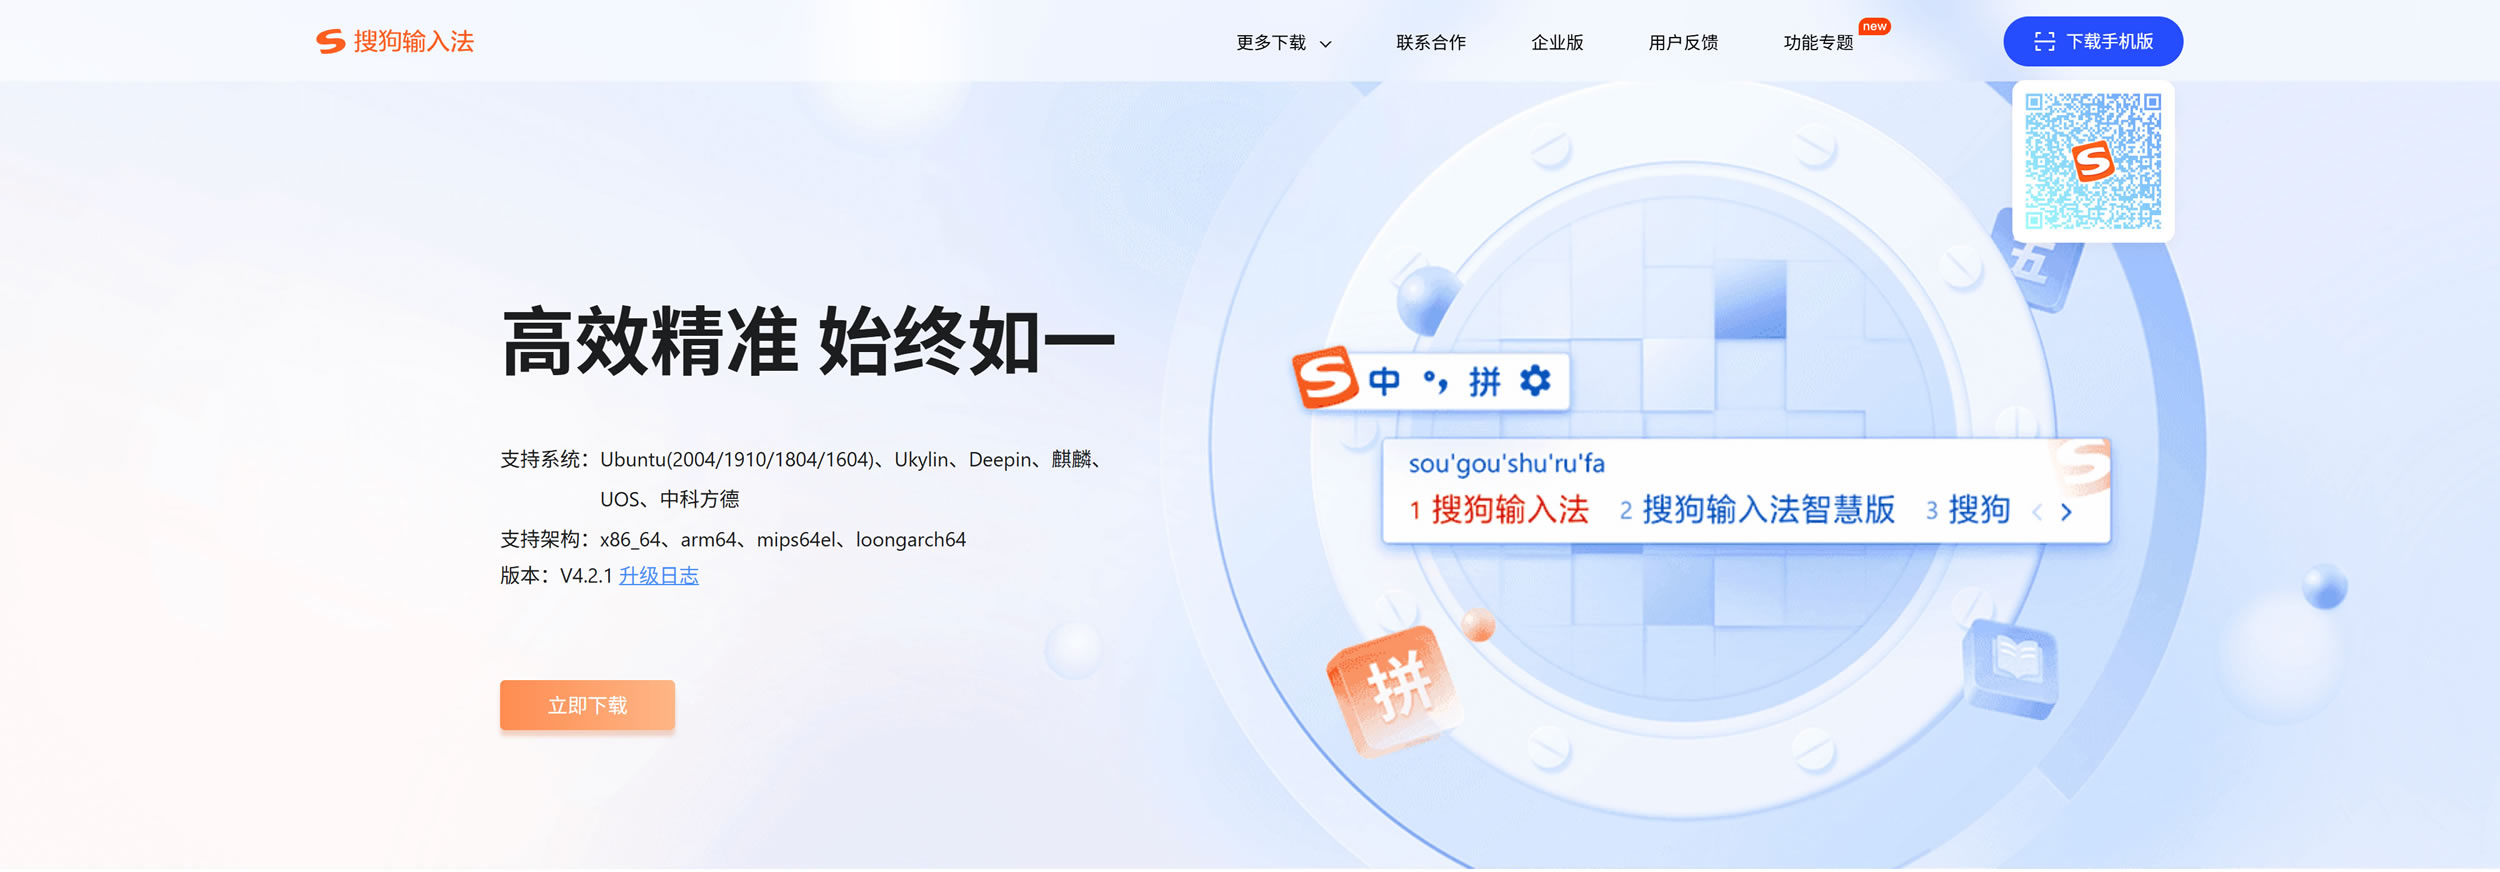 搜狗输入法
更多下载
联系合作
企业版
用户反馈
功能专题
new
下载手机版
五
高效精准 始终如一
中 °, 拼
sou'gou'shu'ru'fa
1 搜狗输入法 2 搜狗输入法智慧版 3 搜狗
支持系统：Ubuntu(2004/1910/1804/1604)、Ukylin、Deepin、麒麟、
UOS、中科方德
支持架构：x86_64、arm64、mips64el、loongarch64
版本：V4.2.1 升级日志
拼
立即下载